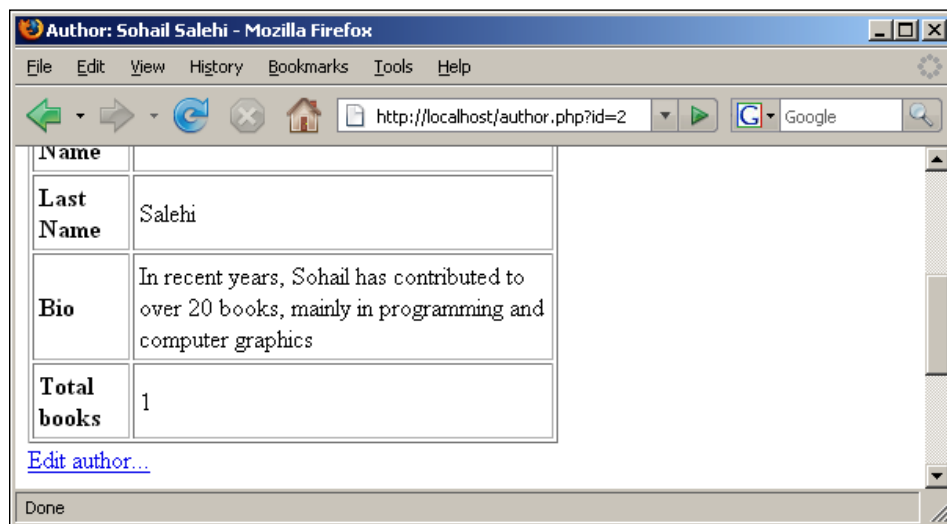 Author: Sohail Salehi - Mozilla Firefox
File Edit View History Bookmarks Tools Help
http://localhost/author.php?id=2 G Google
Name
Last
Name
Salehi
Bio
In recent years, Sohail has contributed to
over 20 books, mainly in programming and
computer graphics
Total
books
1
Edit author...
Done